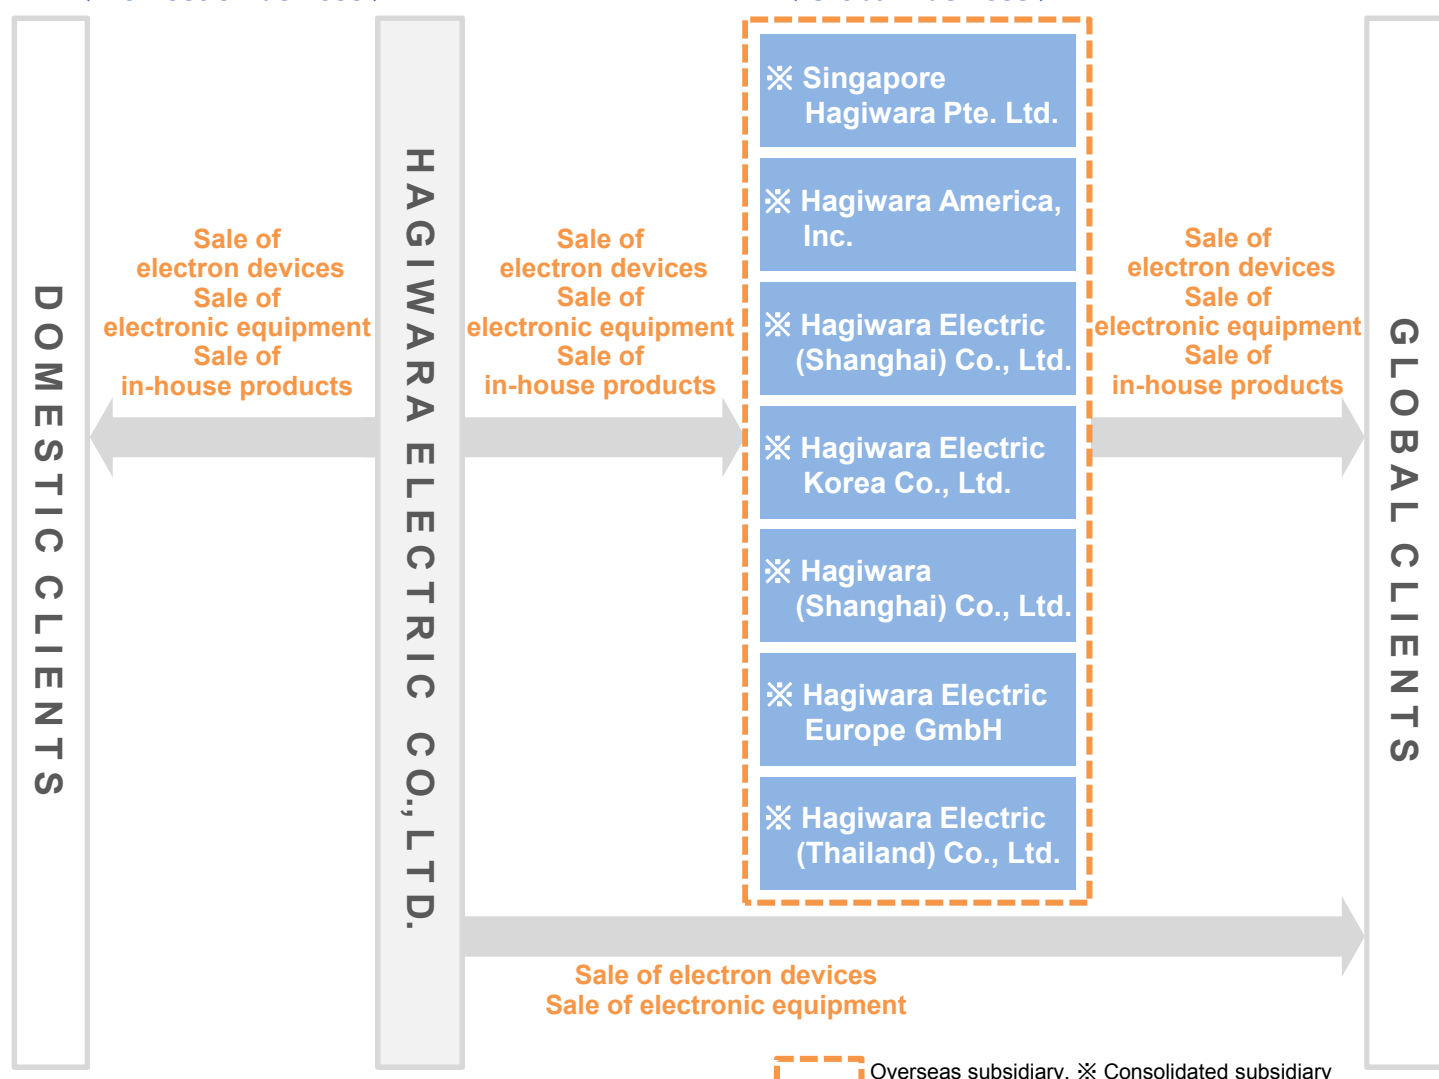 DOMESTIC CLIENTS
Sale of
electron devices
Sale of
electronic equipment
Sale of
in-house products
HAGIWARA ELECTRIC CO., LTD.
Sale of
electron devices
Sale of
electronic equipment
Sale of
in-house products
※ Singapore
Hagiwara Pte. Ltd.
※ Hagiwara America,
Inc.
※ Hagiwara Electric
(Shanghai) Co., Ltd.
※ Hagiwara Electric
Korea Co., Ltd.
※ Hagiwara
(Shanghai) Co., Ltd.
※ Hagiwara Electric
Europe GmbH
※ Hagiwara Electric
(Thailand) Co., Ltd.
Sale of
electron devices
Sale of
electronic equipment
Sale of
in-house products
GLOBAL CLIENTS
Sale of electron devices
Sale of electronic equipment
Overseas subsidiary, ※ Consolidated subsidiary